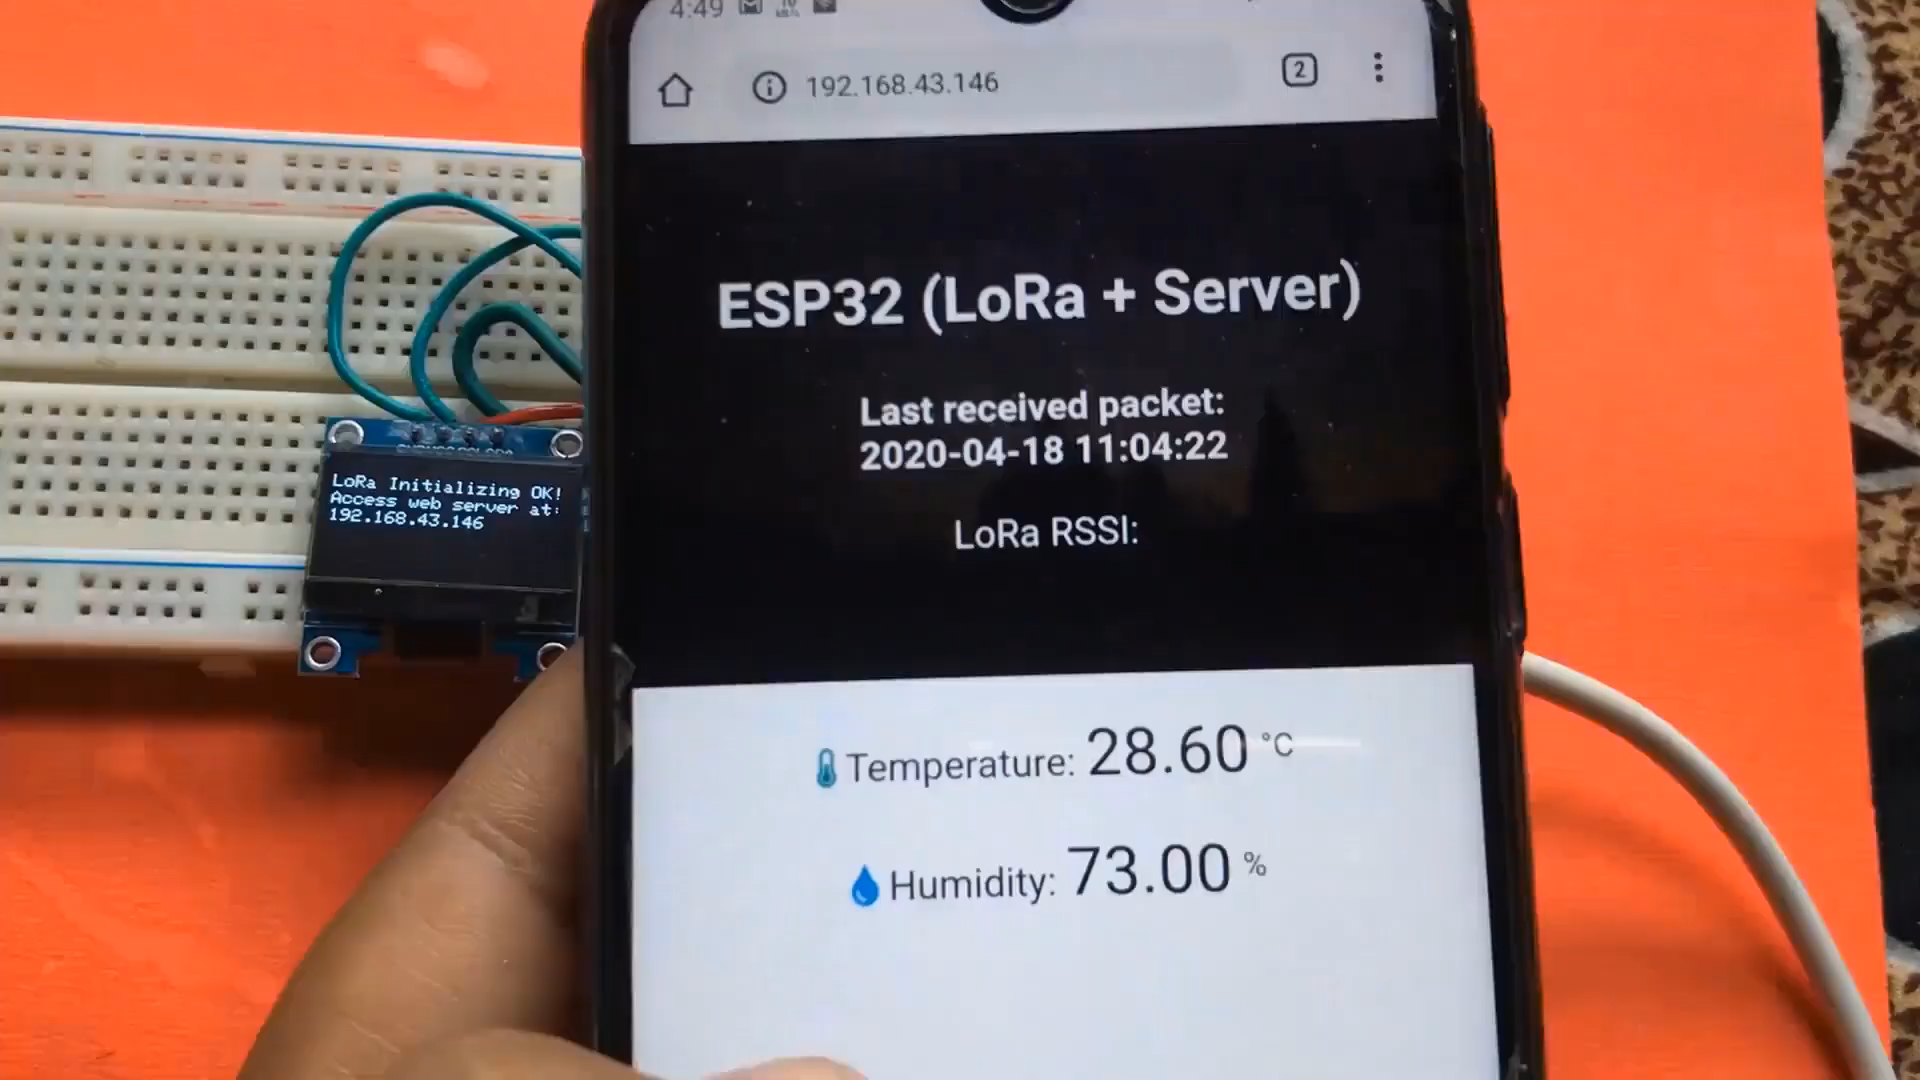 4:49
192.168.43.146
2
ESP32 (LoRa + Server)
Last received packet:
2020-04-18 11:04:22
LoRa RSSI:
Temperature: 28.60 °C
Humidity: 73.00 %
LoRa Initializing OK!
Access web server at:
192.168.43.146